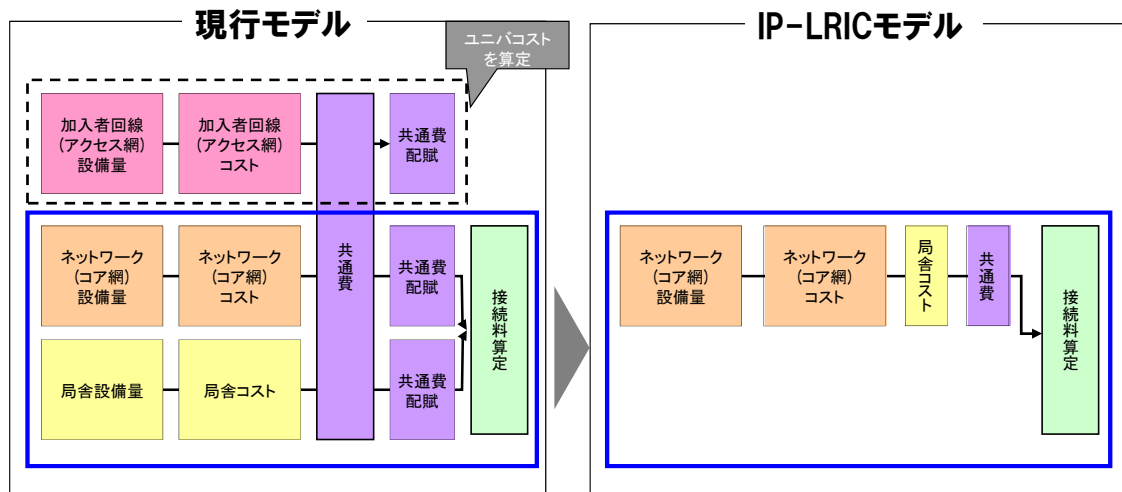 現行モデル
ユニバコスト
を算定
加入者回線
(アクセス網)
設備量
加入者回線
(アクセス網)
コスト
共通費
配賦
ネットワーク
(コア網)
設備量
ネットワーク
(コア網)
コスト
共通費
共通費
配賦
接続料算定
局舎設備量
局舎コスト
共通費
配賦
IP-LRICモデル
ネットワーク
(コア網)
設備量
ネットワーク
(コア網)
コスト
局舎コスト
共通費
接続料算定